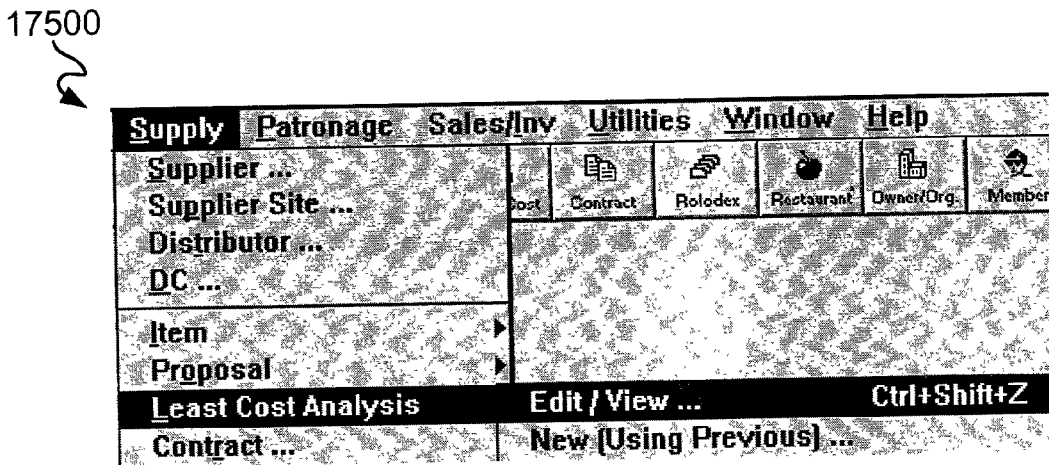 17500
Supply Patronage Sales/Inv Utilities Window Help
Supplier ...
Supplier Site ...
Distributor ...
DC ...
Contract Rolodex Restaurant Owner/Org. Member
Item
Proposal
Least Cost Analysis Edit / View ... Ctrl+Shift+Z
Contract ... New (Using Previous) ...